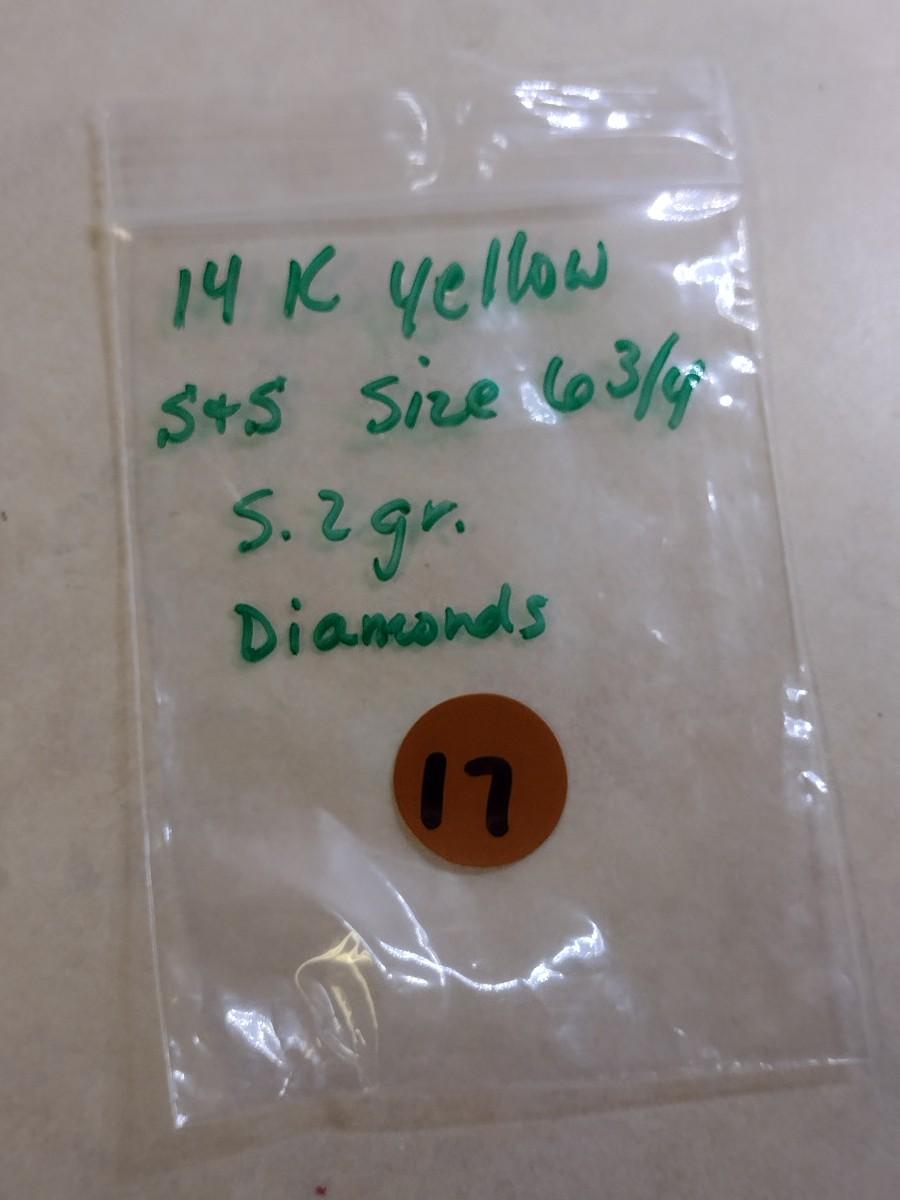 14 K yellow
S+S Size 6 3/4
5.2 gr.
Diamonds
17